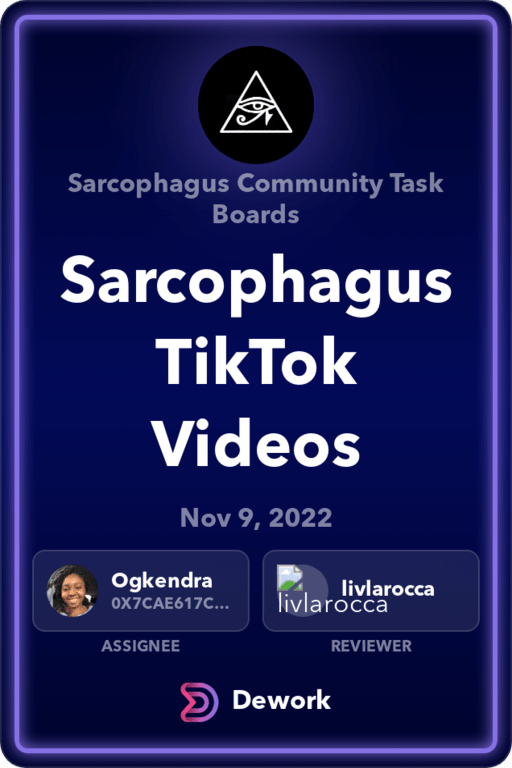 Sarcophagus Community Task
Boards
Sarcophagus
TikTok
Videos
Nov 9, 2022
Ogkendra
0X7CAE617C...
livlarocca
livlarocca
ASSIGNEE
REVIEWER
Dework